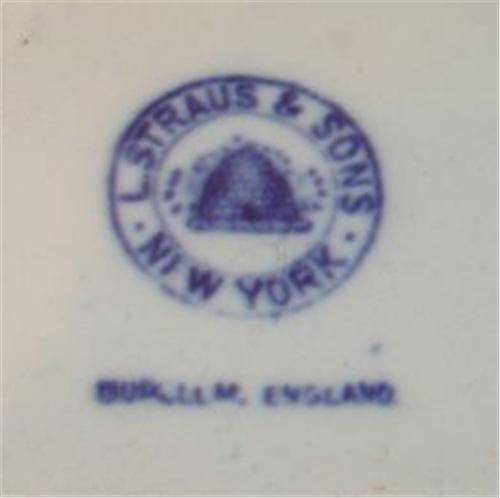 L. STRAUS & SONS
· NEW YORK ·
BURSLEM, ENGLAND